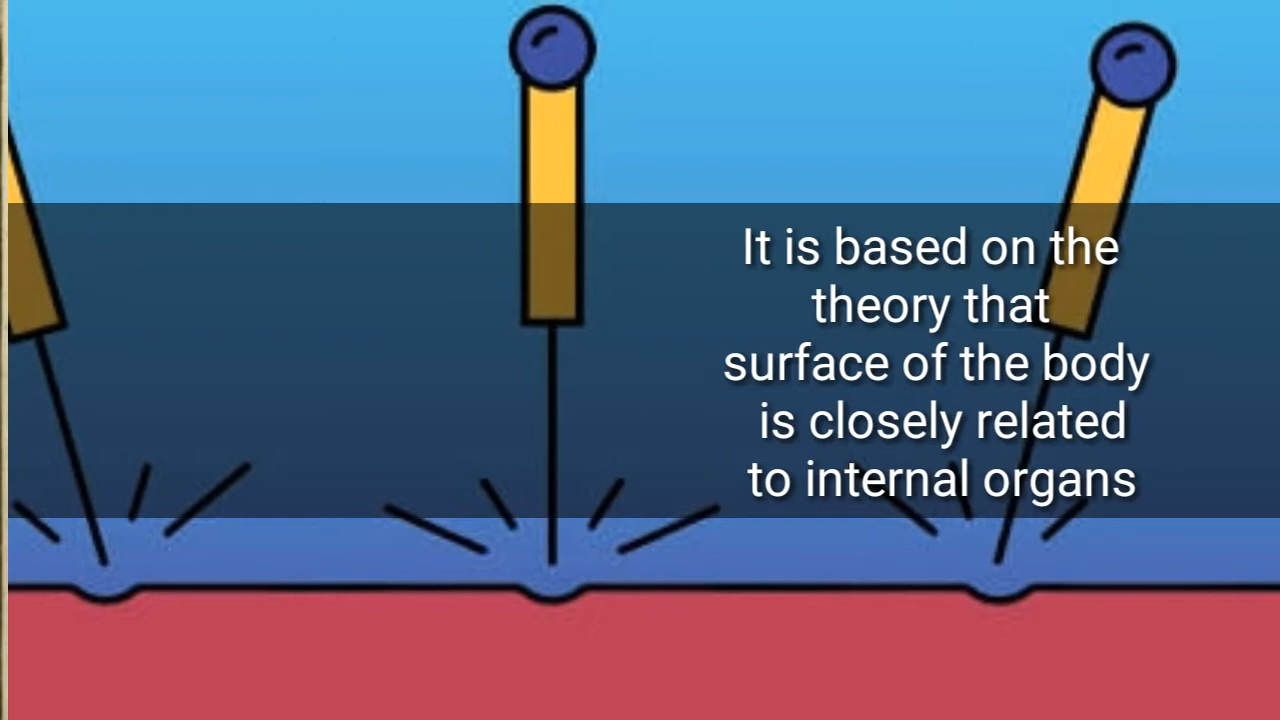 It is based on the
theory that
surface of the body
is closely related
to internal organs